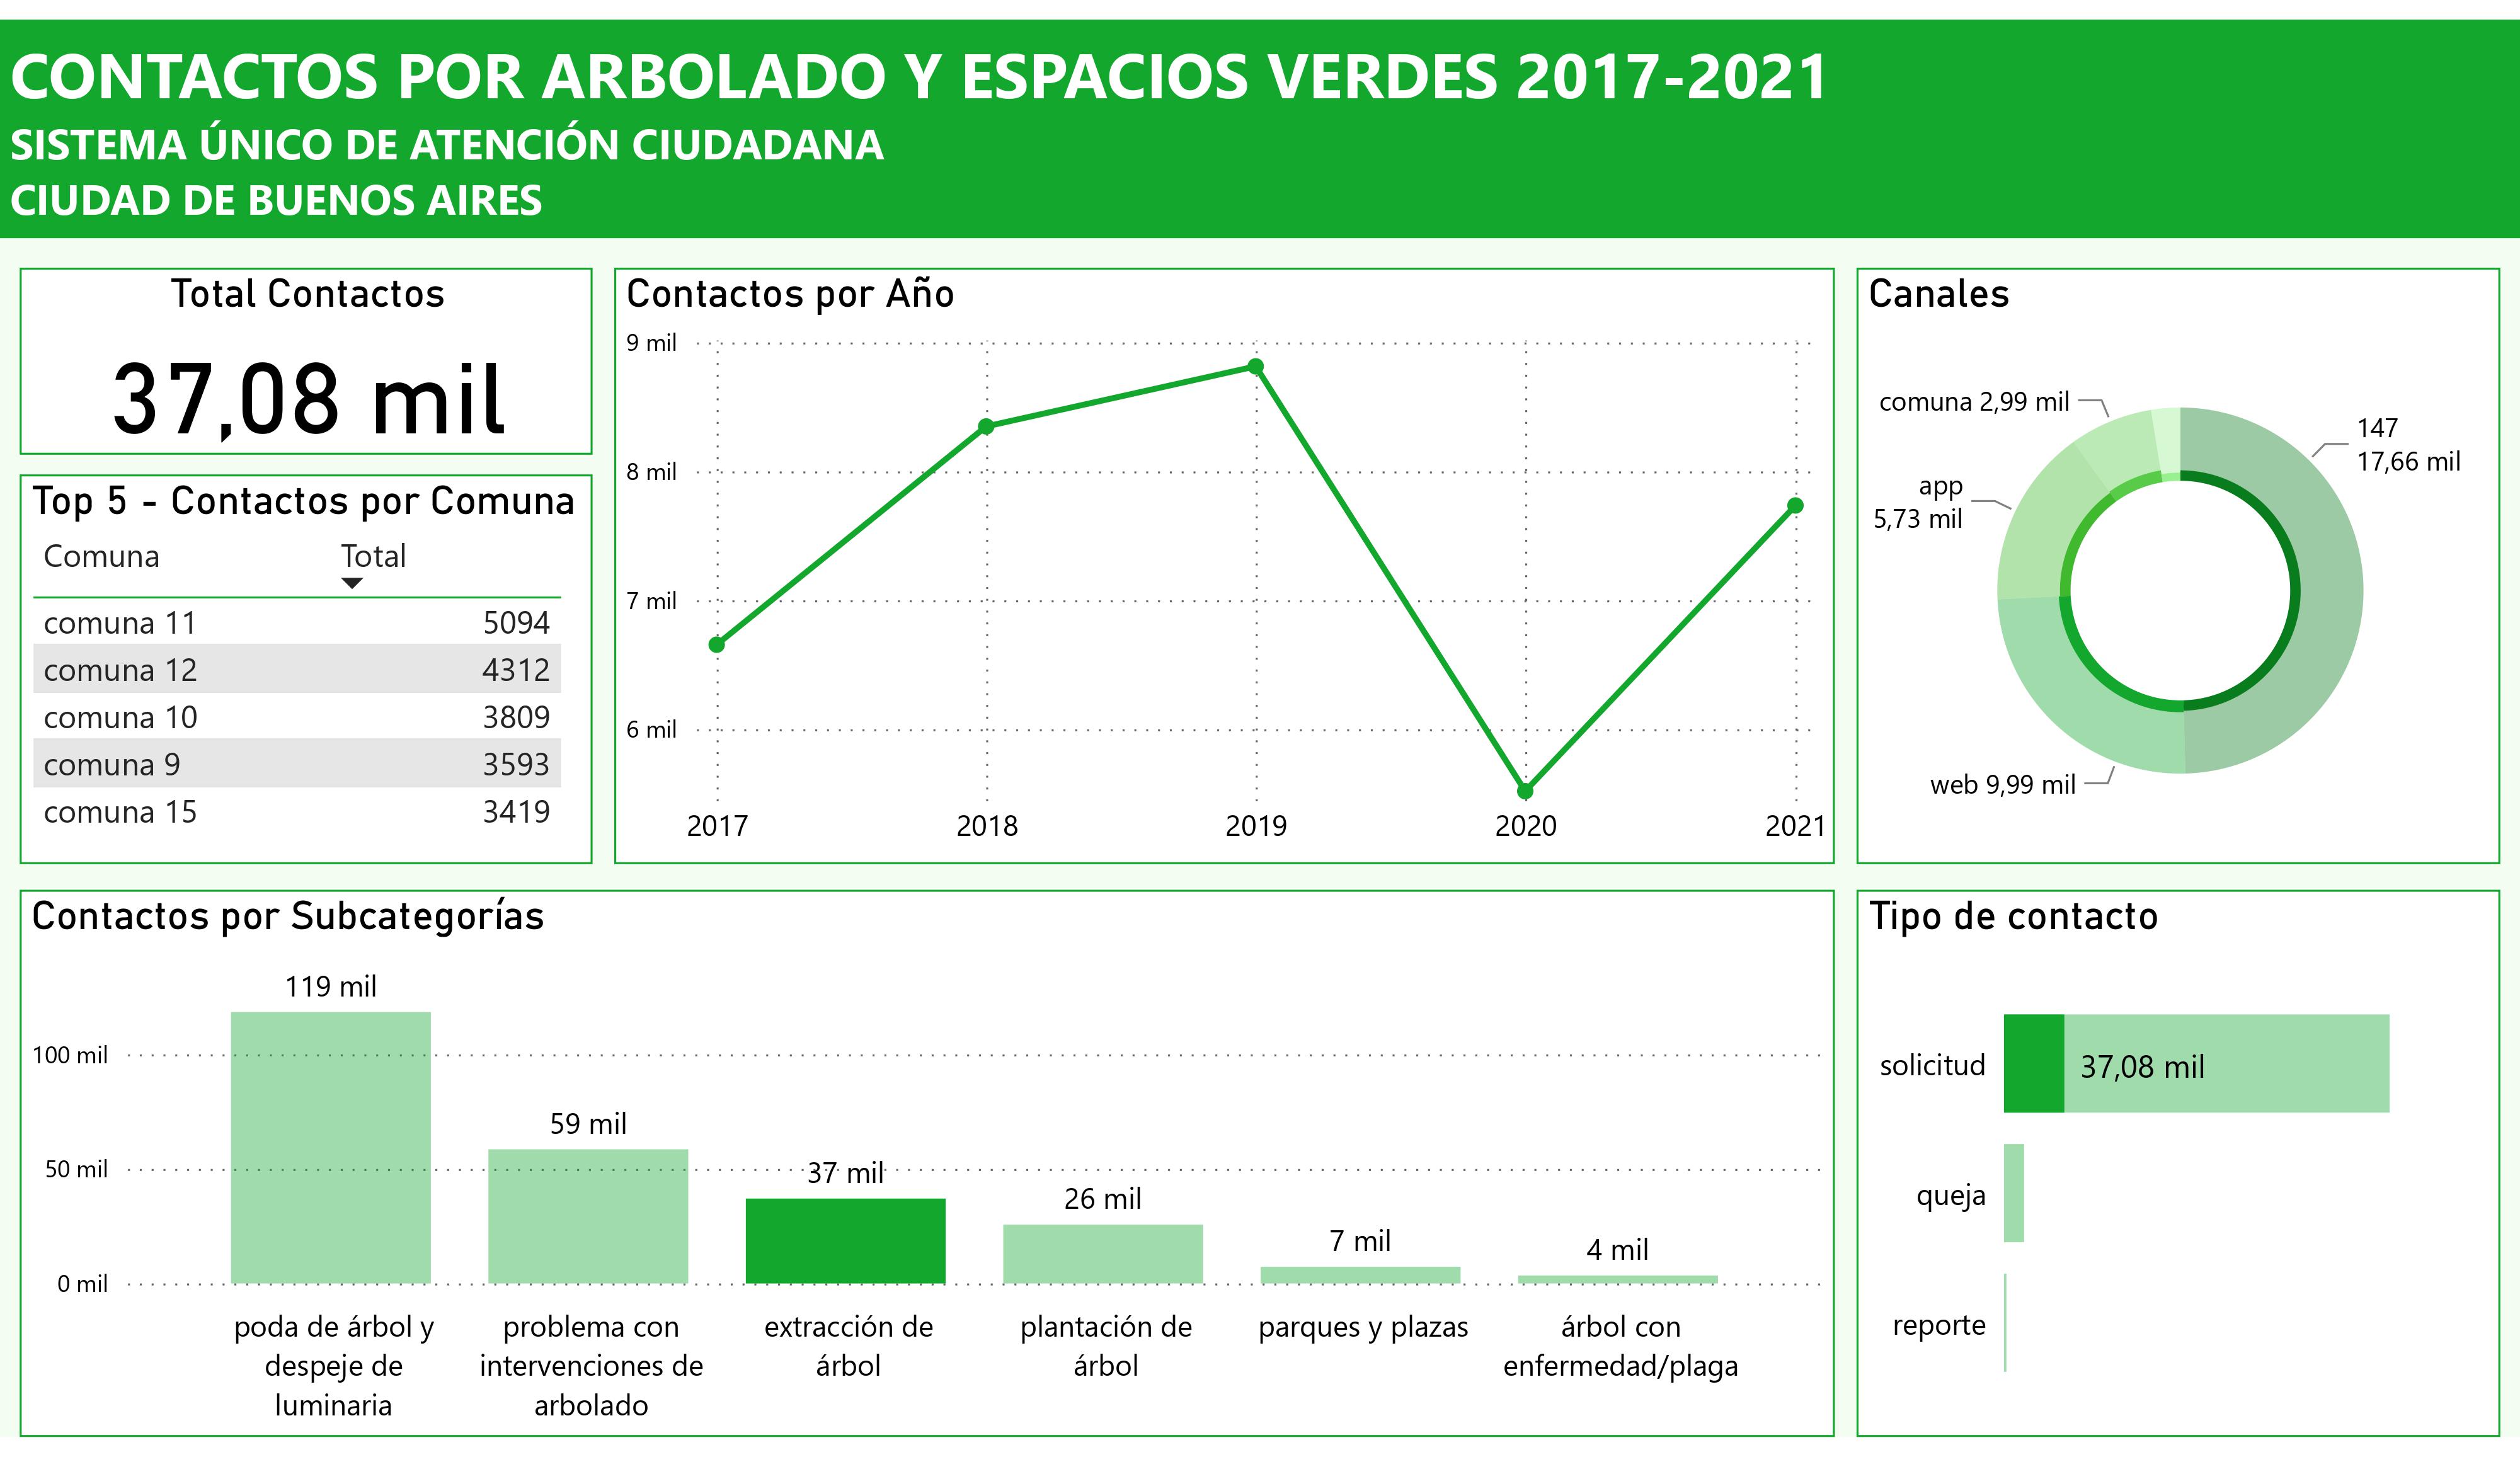 CONTACTOS POR ARBOLADO Y ESPACIOS VERDES 2017-2021
SISTEMA ÚNICO DE ATENCIÓN CIUDADANA
CIUDAD DE BUENOS AIRES
Total Contactos
37,08 mil
Top 5 - Contactos por Comuna
Comuna Total
comuna 11 5094
comuna 12 4312
comuna 10 3809
comuna 9 3593
comuna 15 3419
Contactos por Año
9 mil
8 mil
7 mil
6 mil
2017 2018 2019 2020 2021
Canales
comuna 2,99 mil
147
17,66 mil
app
5,73 mil
web 9,99 mil
Contactos por Subcategorías
119 mil
59 mil
37 mil
26 mil
7 mil
4 mil
100 mil
50 mil
0 mil
poda de árbol y
despeje de
luminaria
problema con
intervenciones de
arbolado
extracción de
árbol
plantación de
árbol
parques y plazas
árbol con
enfermedad/plaga
Tipo de contacto
solicitud 37,08 mil
queja
reporte